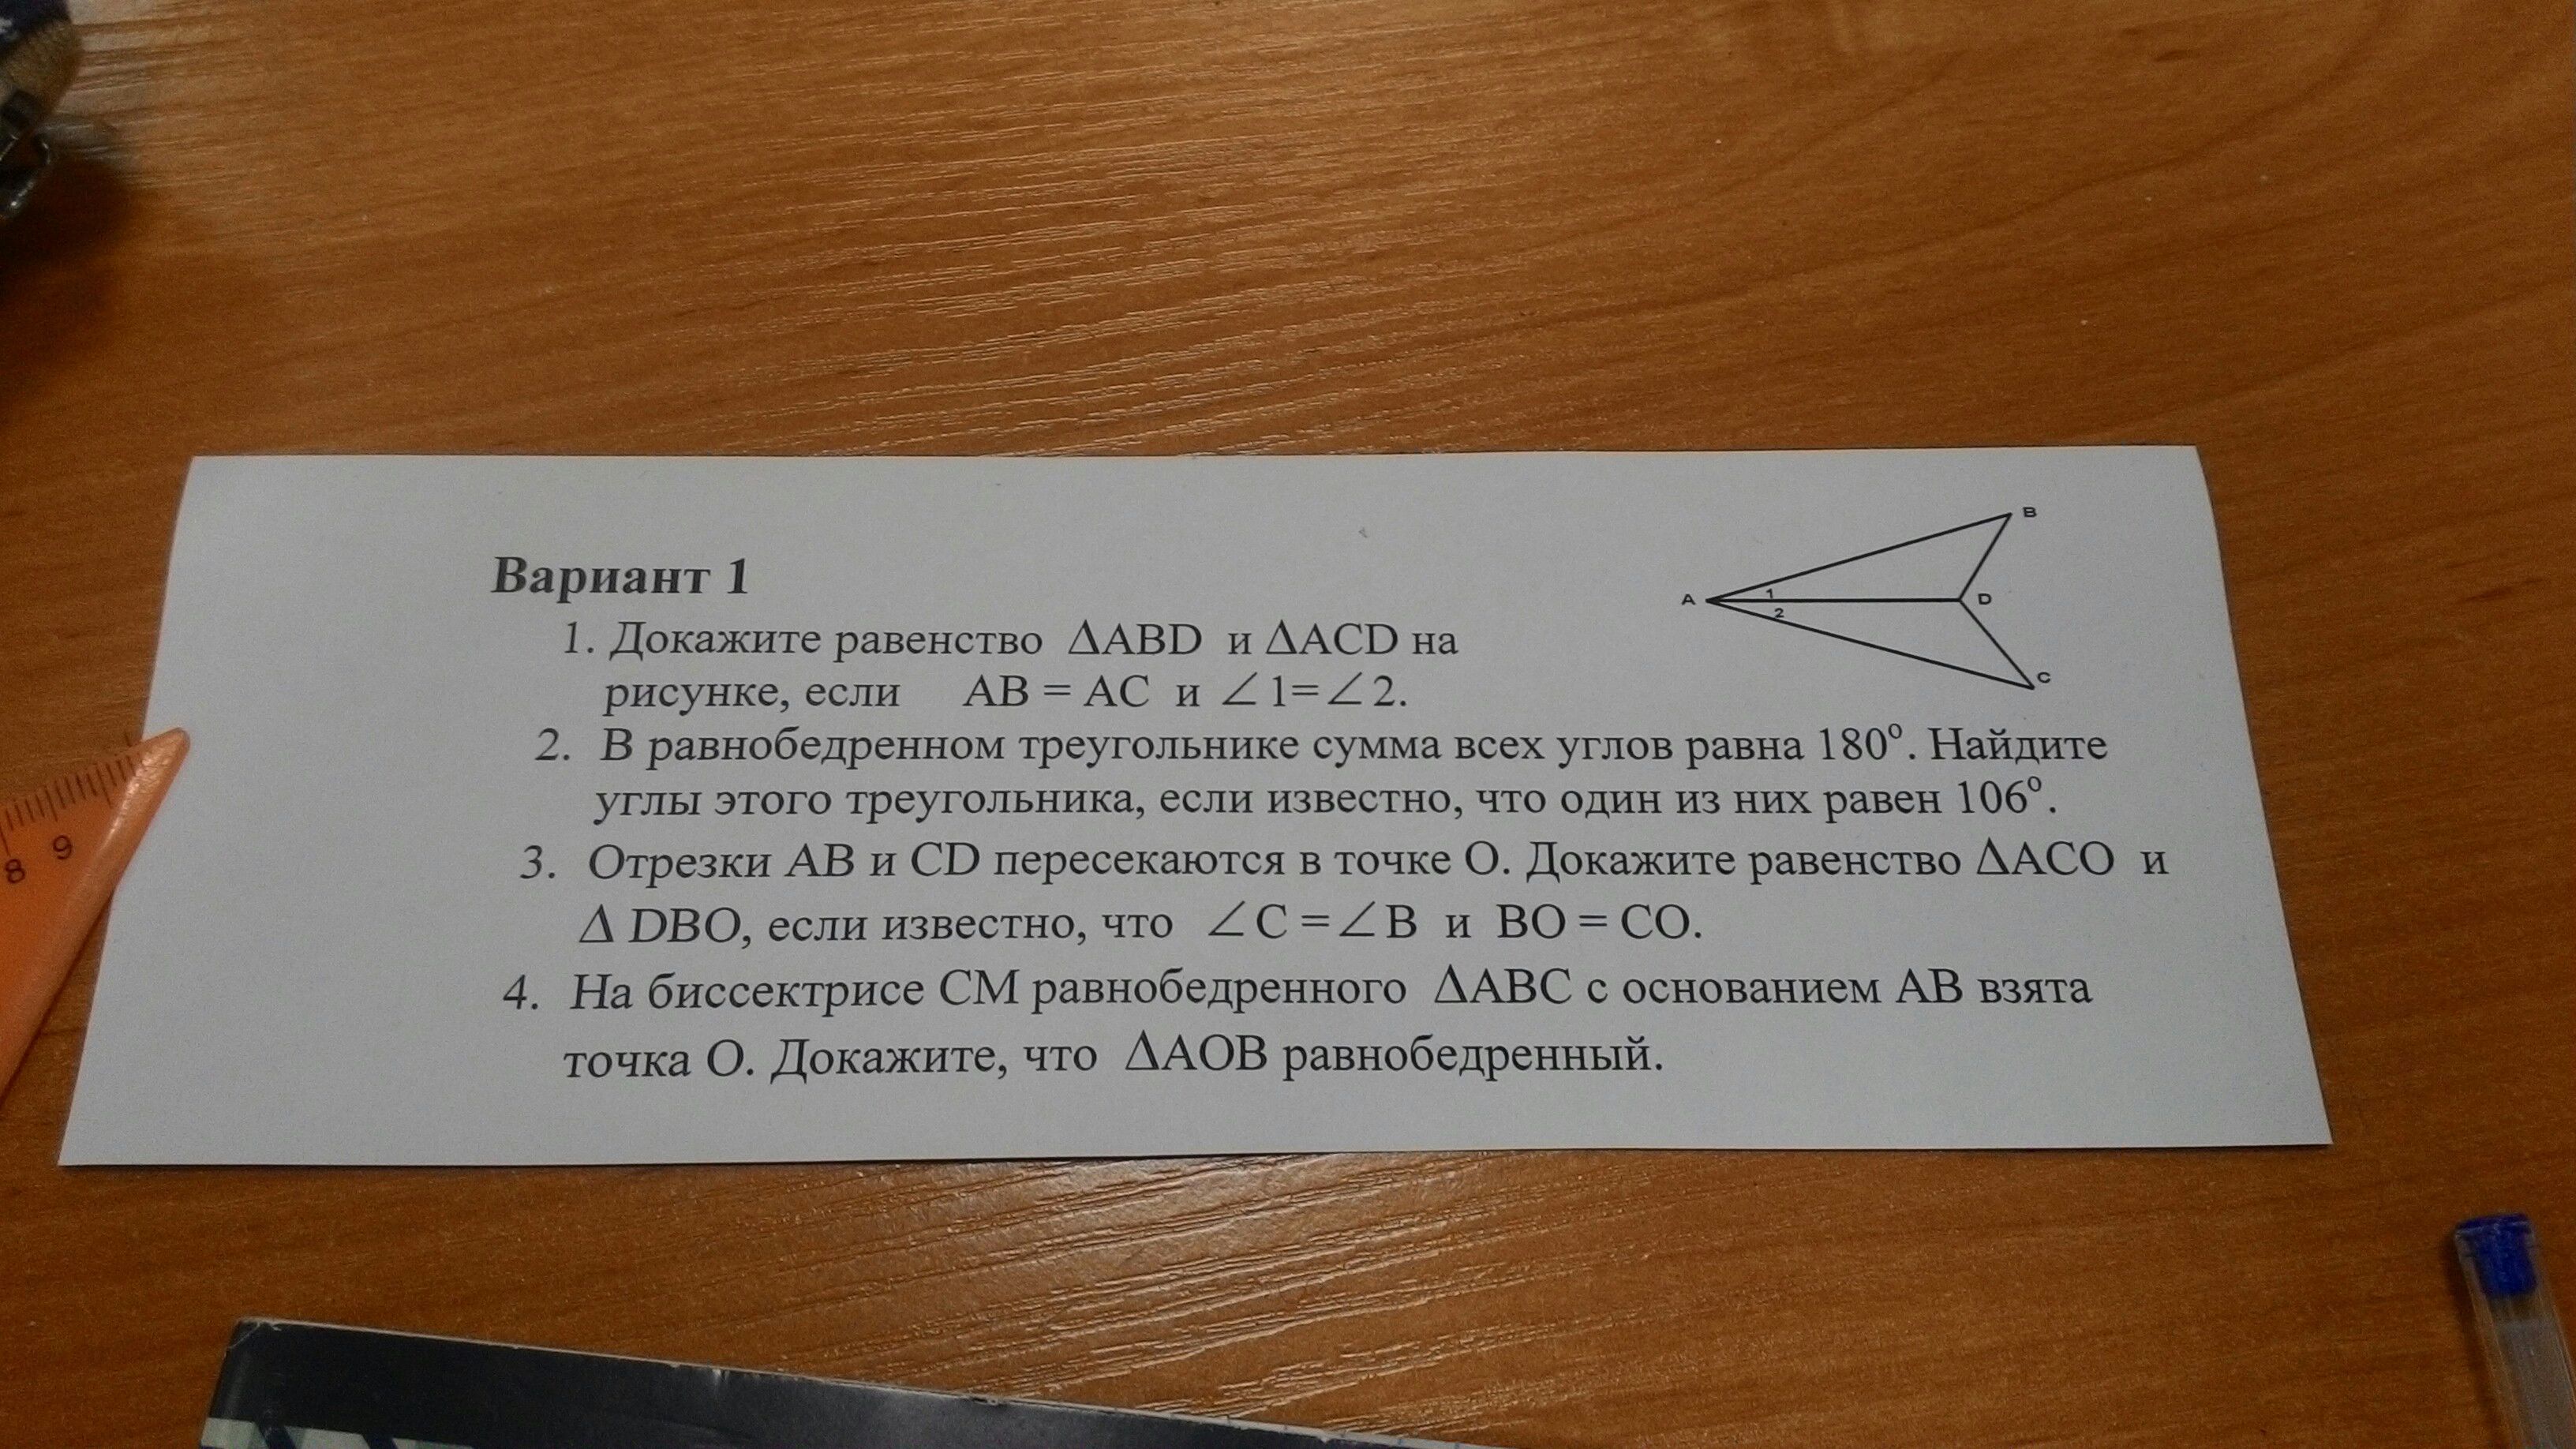 Вариант 1
1. Докажите равенство ΔABD и ΔACD на
рисунке, если AB = AC и ∠1=∠2.
B
A
1
2
D
C
2. В равнобедренном треугольнике сумма всех углов равна 180°. Найдите
углы этого треугольника, если известно, что один из них равен 106°.
3. Отрезки AB и CD пересекаются в точке O. Докажите равенство ΔACO и
Δ DBO, если известно, что ∠C =∠B и BO = CO.
4. На биссектрисе CM равнобедренного ΔABC с основанием AB взята
точка O. Докажите, что ΔAOB равнобедренный.
8 9